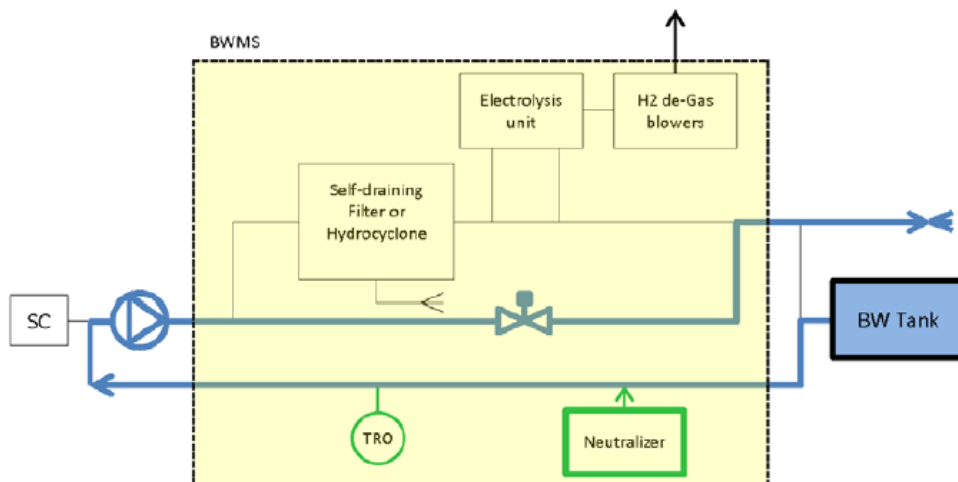 BWMS
Electrolysis
unit
H2 de-Gas
blowers
Self-draining
Filter or
Hydrocyclone
SC
BW Tank
TRO
Neutralizer